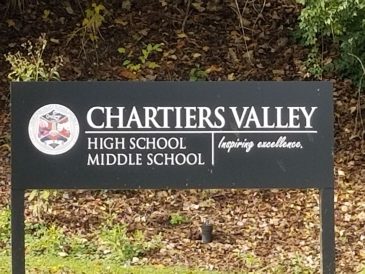 CHARTIERS VALLEY
HIGH SCHOOL
MIDDLE SCHOOL
Inspiring excellence.